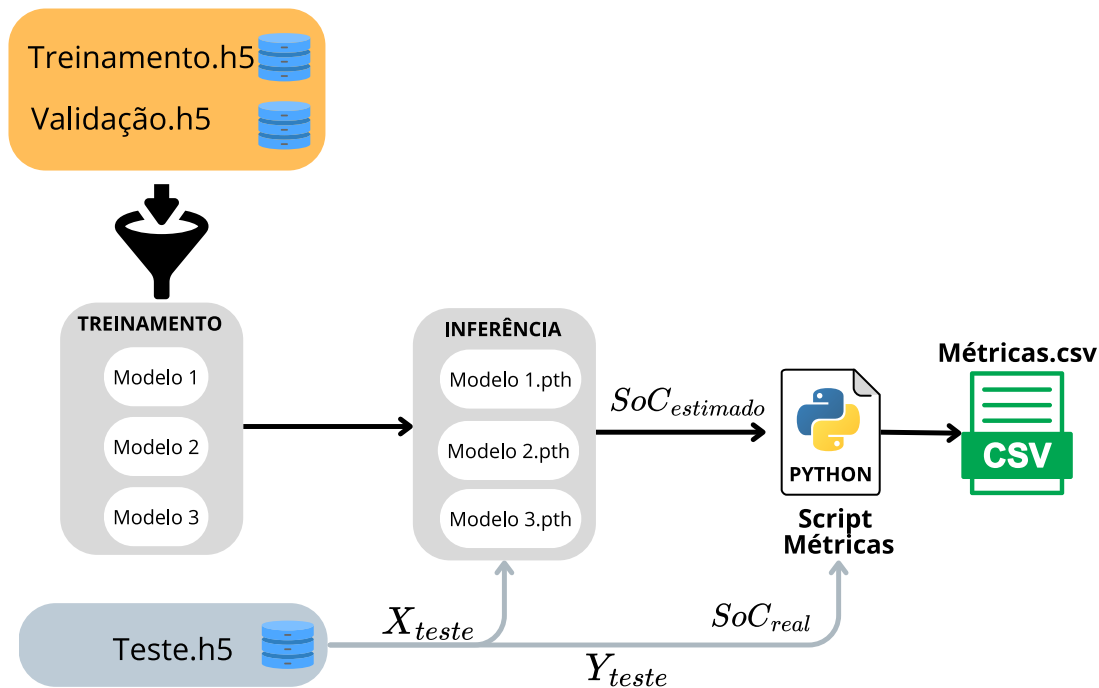 Treinamento.h5
Validação.h5
TREINAMENTO
Modelo 1
Modelo 2
Modelo 3
INFERÊNCIA
Modelo 1.pth
Modelo 2.pth
Modelo 3.pth
SoC_estimado
PYTHON
Script
Métricas
Métricas.csv
CSV
Teste.h5
X_teste
SoC_real
Y_teste